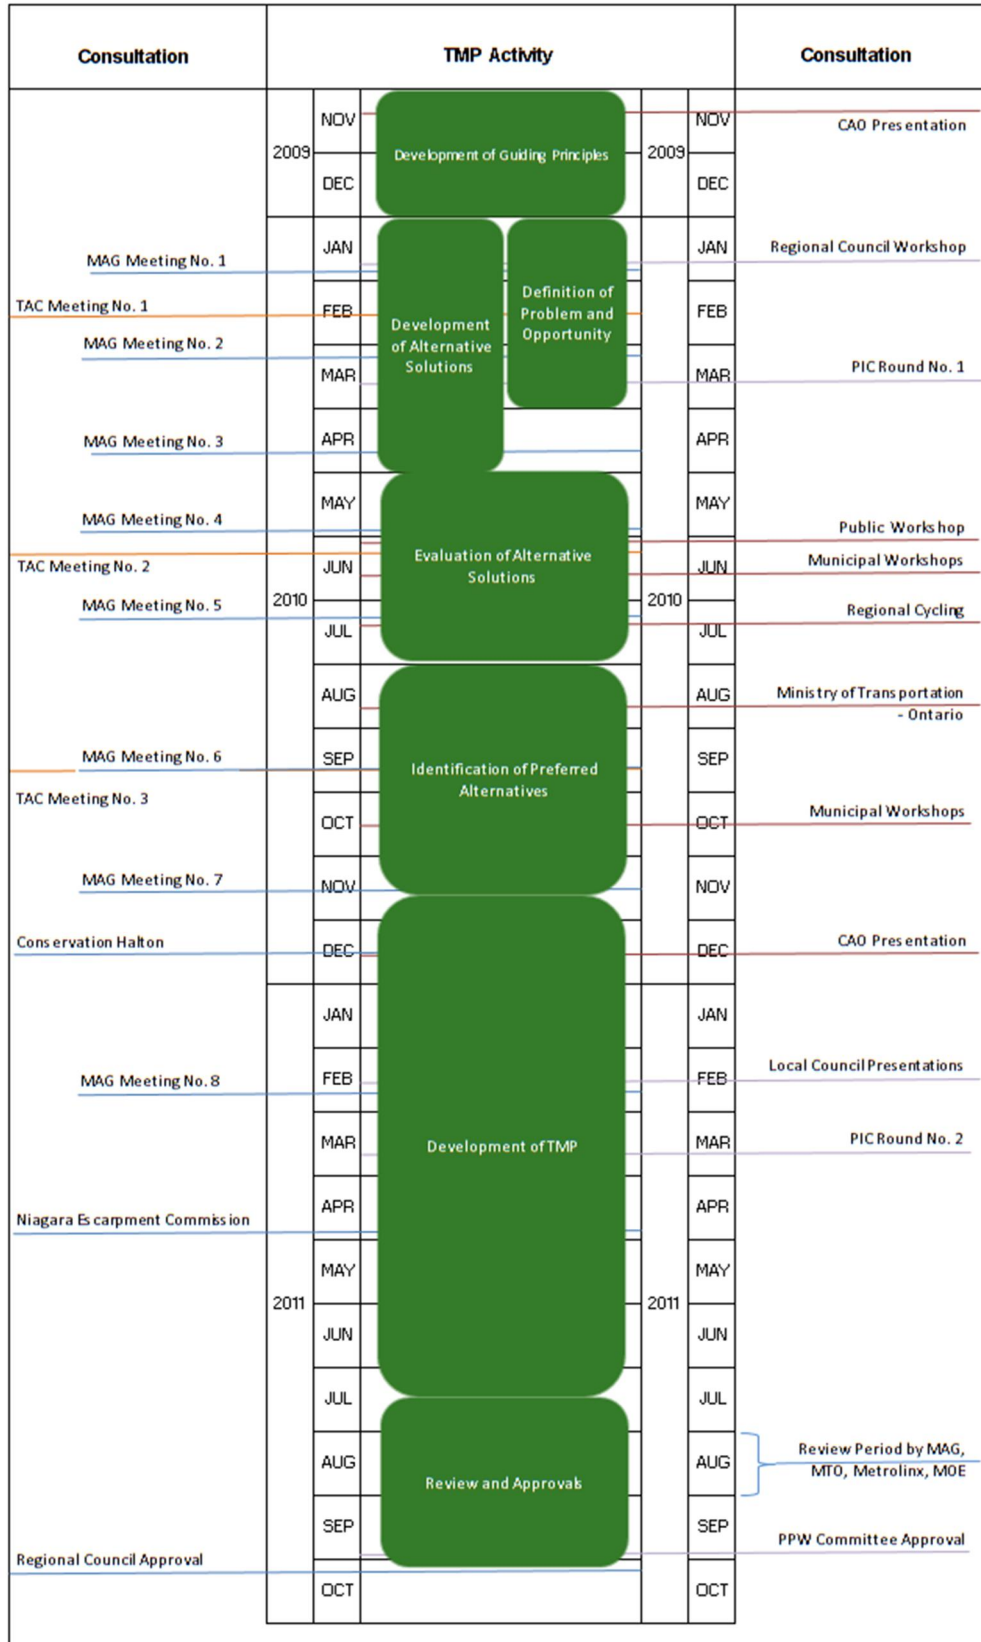 Consultation
TMP Activity
Consultation
2009
NOV
DEC
Development of Guiding Principles
2009
NOV
DEC
CAO Presentation
MAG Meeting No. 1
TAC Meeting No. 1
MAG Meeting No. 2
MAG Meeting No. 3
MAG Meeting No. 4
TAC Meeting No. 2
MAG Meeting No. 5
MAG Meeting No. 6
TAC Meeting No. 3
MAG Meeting No. 7
Conservation Halton
2010
JAN
FEB
MAR
APR
MAY
JUN
JUL
AUG
SEP
OCT
NOV
DEC
Development
of Alternative
Solutions
Definition of
Problem and
Opportunity
Evaluation of Alternative
Solutions
Identification of Preferred
Alternatives
2010
JAN
FEB
MAR
APR
MAY
JUN
JUL
AUG
SEP
OCT
NOV
DEC
Regional Council Workshop
PIC Round No. 1
Public Workshop
Municipal Workshops
Regional Cycling
Ministry of Transportation
- Ontario
Municipal Workshops
CAO Presentation
MAG Meeting No. 8
Niagara Escarpment Commission
Regional Council Approval
2011
JAN
FEB
MAR
APR
MAY
JUN
JUL
AUG
SEP
OCT
Development of TMP
Review and Approvals
2011
JAN
FEB
MAR
APR
MAY
JUN
JUL
AUG
SEP
OCT
Local Council Presentations
PIC Round No. 2
Review Period by MAG,
MTO, Metrolinx, MOE
PPW Committee Approval